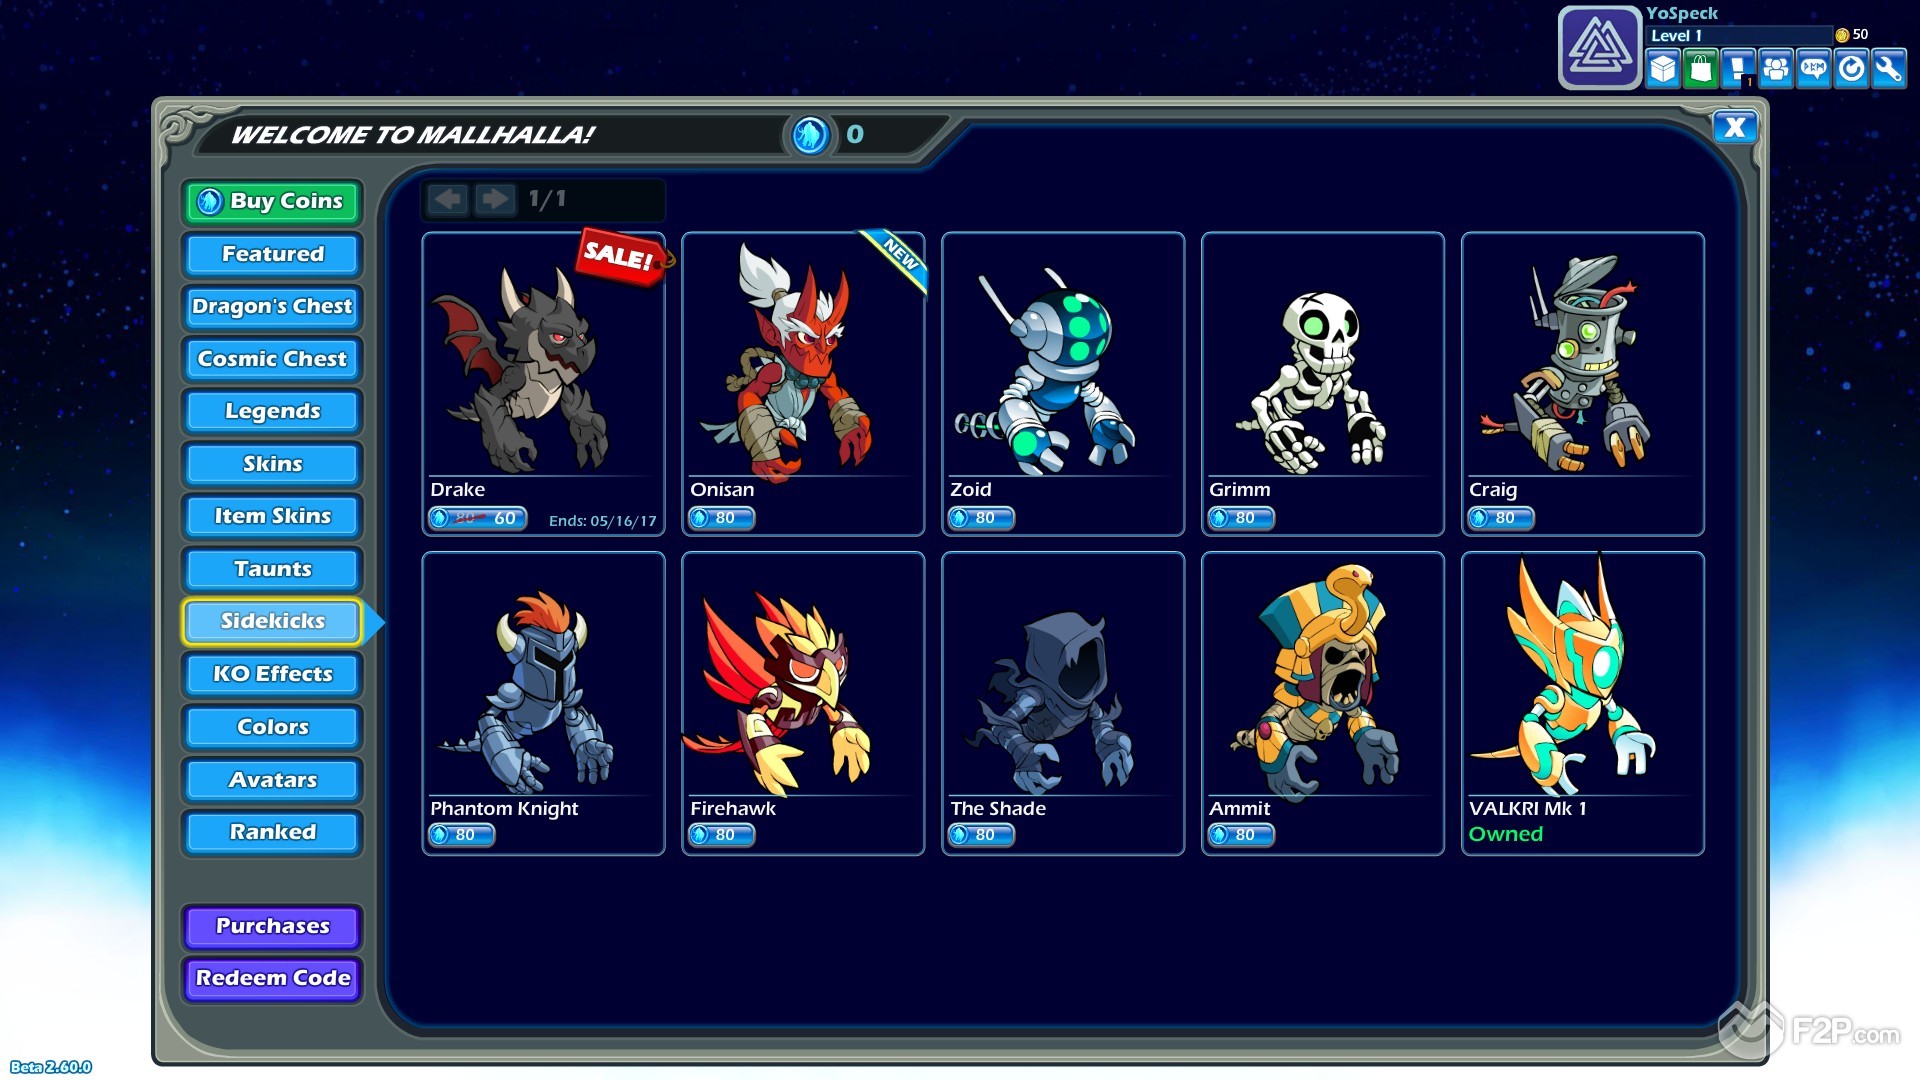 YoSpeck
Level 1
50
1
WELCOME TO MALLHALLA!
0
X
Buy Coins
Featured
Dragon's Chest
Cosmic Chest
Legends
Skins
Item Skins
Taunts
Sidekicks
KO Effects
Colors
Avatars
Ranked
Purchases
Redeem Code
1/1
SALE!
Drake
80 60 Ends: 05/16/17
NEW
Onisan
80
Zoid
80
Grimm
80
Craig
80
Phantom Knight
80
Firehawk
80
The Shade
80
Ammit
80
VALKRI Mk 1
Owned
Beta 2.60.0
F2P.com